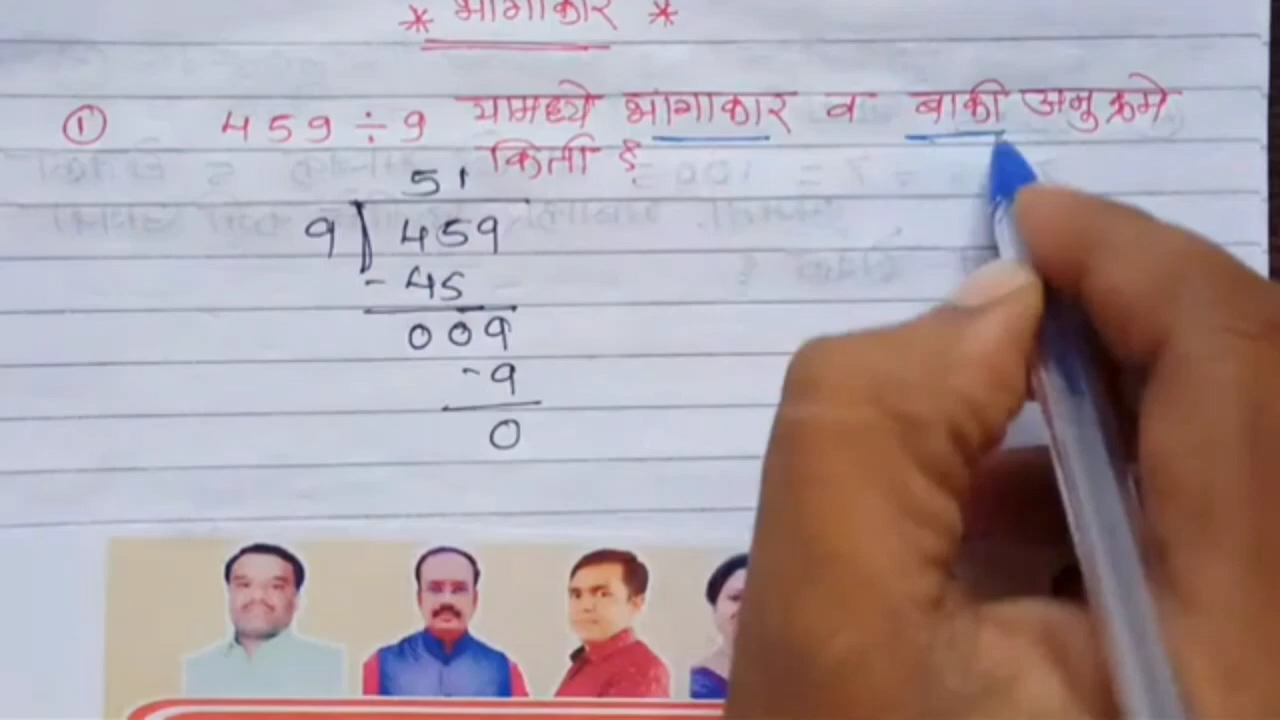 * भागाकार *
① 459 ÷ 9 यामध्ये भागाकार व बाकी अनुक्रमे
किती ?
51
9 459
- 45
009
- 9
0